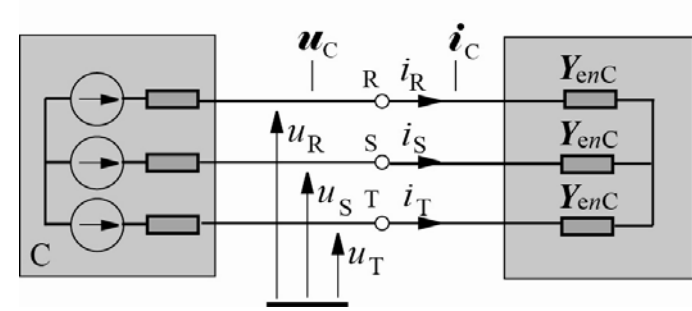 u_C i_C
R i_R Y_enC
u_R S i_S Y_enC
u_S T i_T Y_enC
C u_T